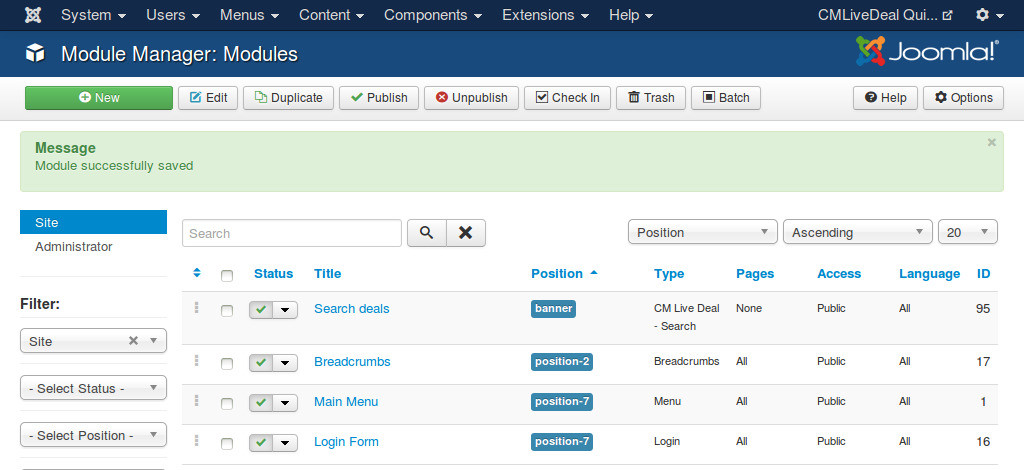 System Users Menus Content Components Extensions Help CMLiveDeal Qui...
Module Manager: Modules Joomla!®
New Edit Duplicate Publish Unpublish Check In Trash Batch Help Options
Message ×
Module successfully saved
Site
Administrator
Search Position Ascending 20
Status Title Position Type Pages Access Language ID
Filter:
Search deals banner CM Live Deal None Public All 95
- Search
Site
Breadcrumbs position-2 Breadcrumbs All Public All 17
- Select Status -
Main Menu position-7 Menu All Public All 1
- Select Position -
Login Form position-7 Login All Public All 16